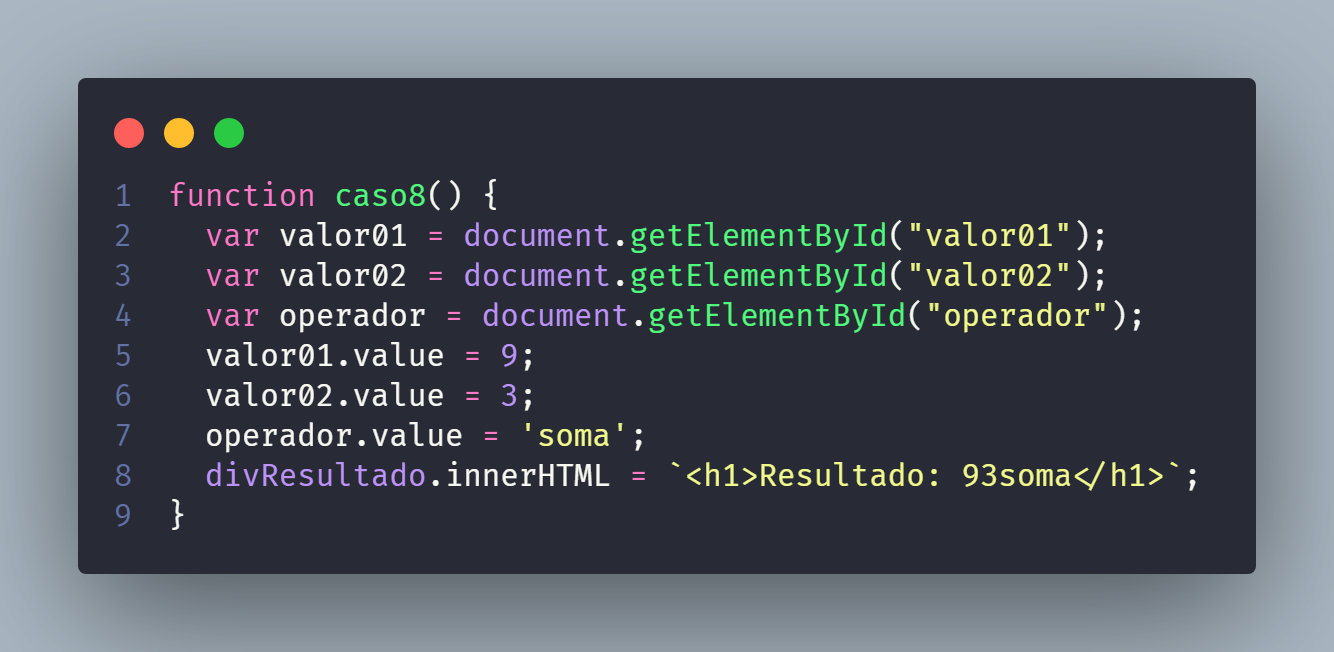 1 function caso8() {
2 var valor01 = document.getElementById("valor01");
3 var valor02 = document.getElementById("valor02");
4 var operador = document.getElementById("operador");
5 valor01.value = 9;
6 valor02.value = 3;
7 operador.value = 'soma';
8 divResultado.innerHTML = `<h1>Resultado: 93soma</h1>`;
9 }